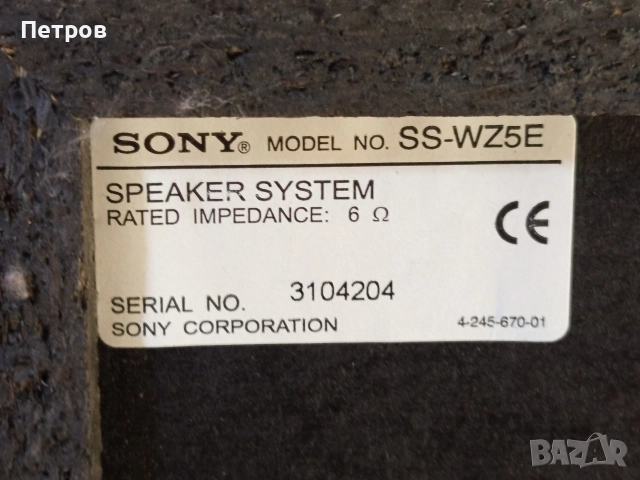 Петров
SONY® MODEL NO. SS-WZ5E
SPEAKER SYSTEM
RATED IMPEDANCE: 6 Ω
CE
SERIAL NO. 3104204
SONY CORPORATION 4-245-670-01
BAZAR